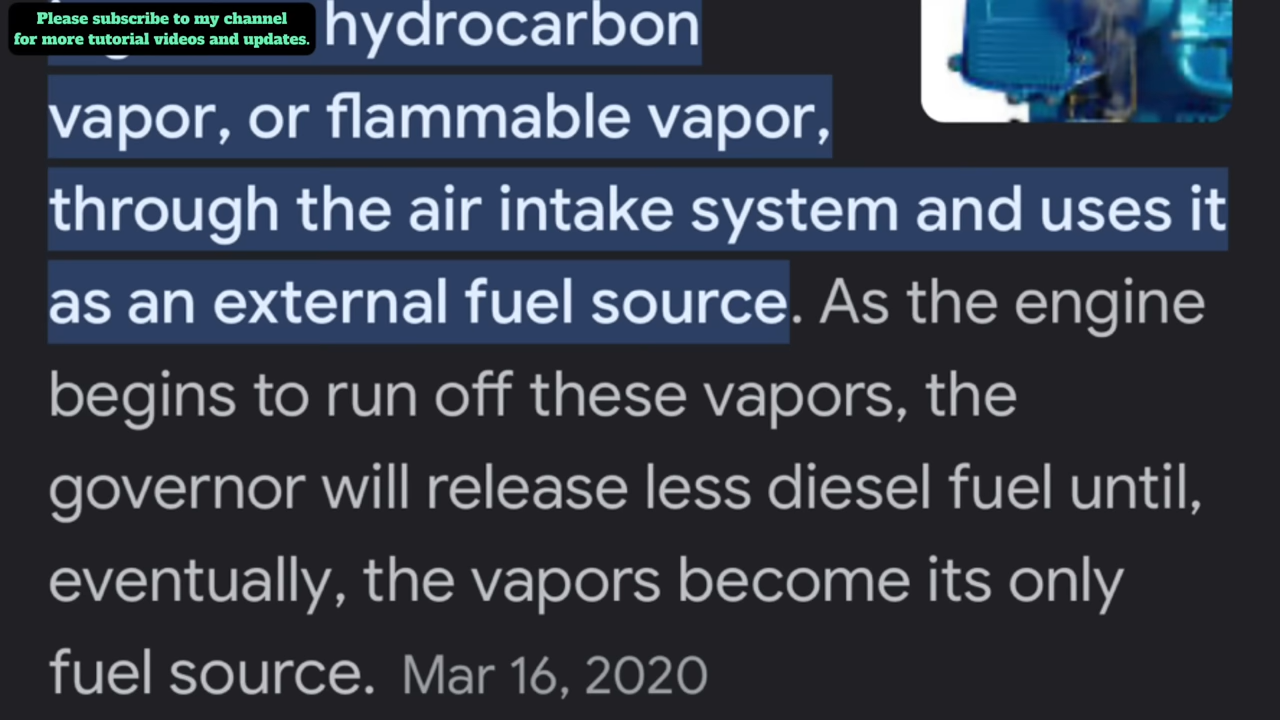 Please subscribe to my channel
for more tutorial videos and updates.
hydrocarbon
vapor, or flammable vapor,
through the air intake system and uses it
as an external fuel source. As the engine
begins to run off these vapors, the
governor will release less diesel fuel until,
eventually, the vapors become its only
fuel source. Mar 16, 2020